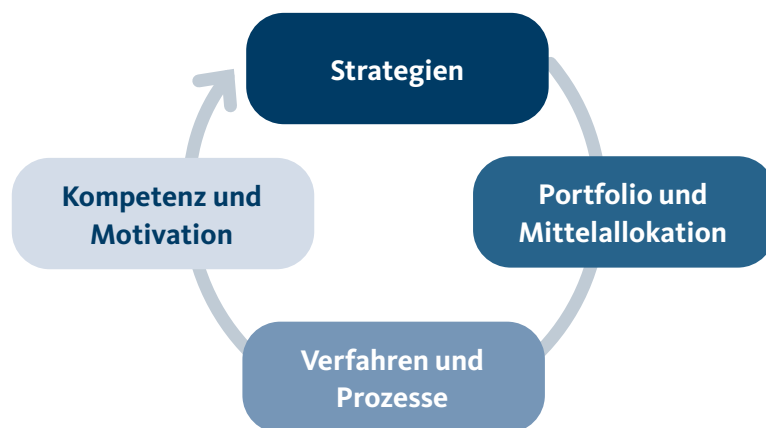 Strategien
Portfolio und
Mittelallokation
Verfahren und
Prozesse
Kompetenz und
Motivation